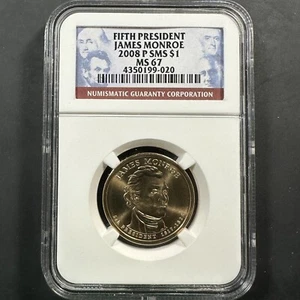 FIFTH PRESIDENT
JAMES MONROE
2008 P SMS $1
MS 67
4350199-020
NUMISMATIC GUARANTY CORPORATION
JAMES MONROE
5th PRESIDENT 1817-1825